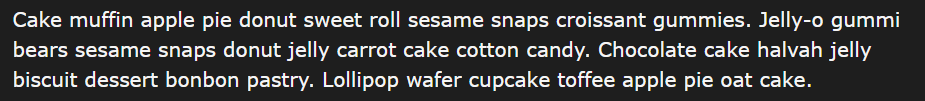 Cake muffin apple pie donut sweet roll sesame snaps croissant gummies. Jelly-o gummi
bears sesame snaps donut jelly carrot cake cotton candy. Chocolate cake halvah jelly
biscuit dessert bonbon pastry. Lollipop wafer cupcake toffee apple pie oat cake.